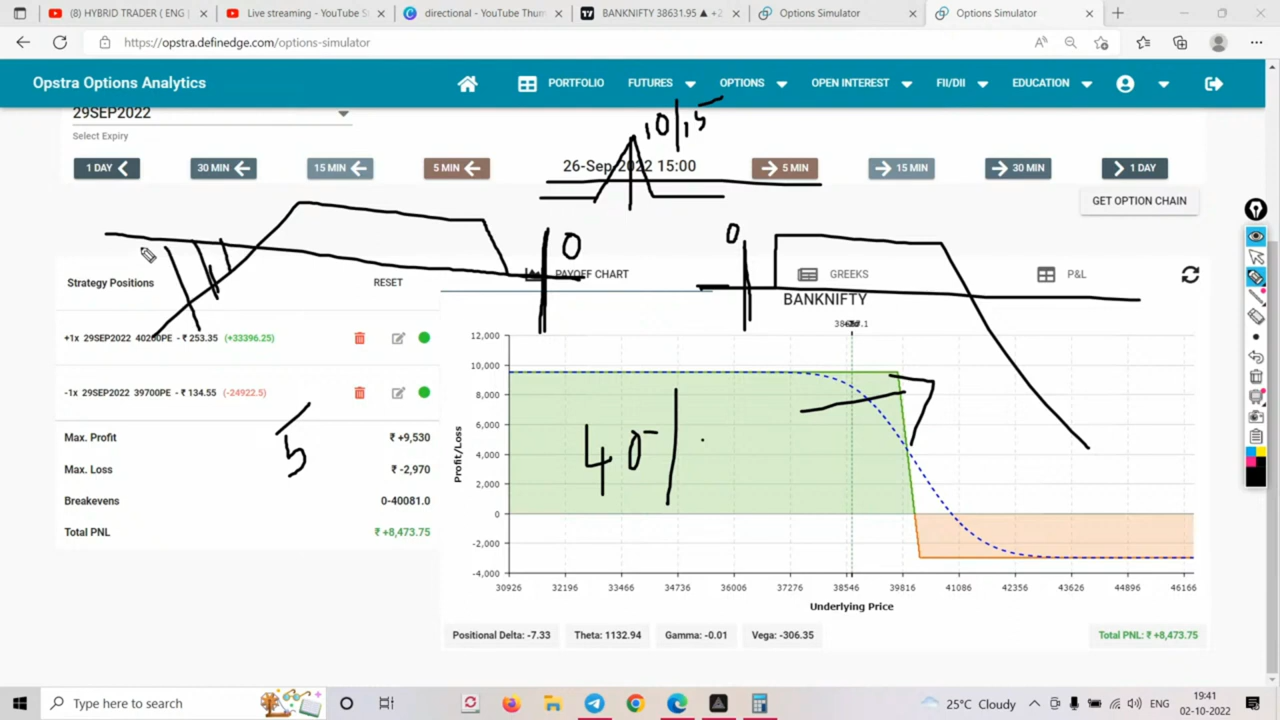 (8) HYBRID TRADER ( ENG |
Live streaming - YouTube S
directional - YouTube Thum
BANKNIFTY 38631.95 ▲ +2
Options Simulator
Options Simulator
https://opstra.definedge.com/options-simulator
Opstra Options Analytics
PORTFOLIO
FUTURES
OPTIONS
OPEN INTEREST
FII/DII
EDUCATION
29SEP2022
Select Expiry
10/15
1 DAY
30 MIN
15 MIN
5 MIN
26-Sep-2022 15:00
5 MIN
15 MIN
30 MIN
1 DAY
GET OPTION CHAIN
0
0
Strategy Positions
RESET
PAYOFF CHART
GREEKS
P&L
BANKNIFTY
+1x 29SEP2022 40200PE - ₹ 253.35 (+33396.25)
-1x 29SEP2022 39700PE - ₹ 134.55 (-24922.5)
Max. Profit ₹ +9,530
Max. Loss ₹ -2,970
Breakevens 0-40081.0
Total PNL ₹ +8,473.75
5
40
Profit/Loss
12,000
10,000
8,000
6,000
4,000
2,000
0
-2,000
-4,000
30926 32196 33466 34736 36006 37276 38546 39816 41086 42356 43626 44896 46166
Underlying Price
Positional Delta: -7.33
Theta: 1132.94
Gamma: -0.01
Vega: -306.35
Total PNL: ₹ +8,473.75
Type here to search
25°C Cloudy
ENG
19:41
02-10-2022